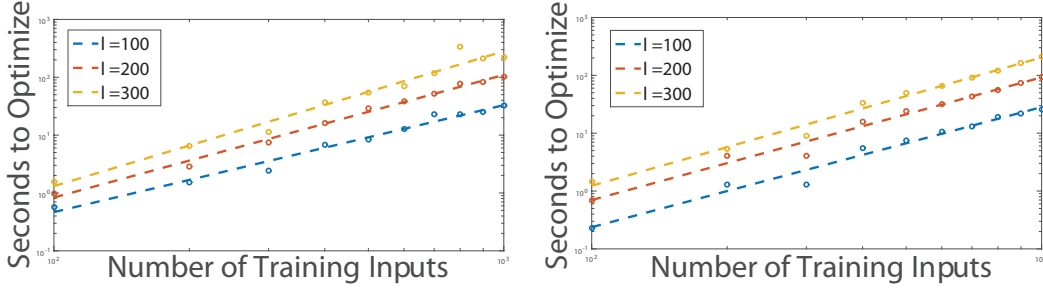 Seconds to Optimize
10³
10²
10¹
10⁰
10⁻¹
l =100
l =200
l =300
10²
10³
Number of Training Inputs
Seconds to Optimize
10³
10²
10¹
10⁰
10⁻¹
l =100
l =200
l =300
10²
Number of Training Inputs